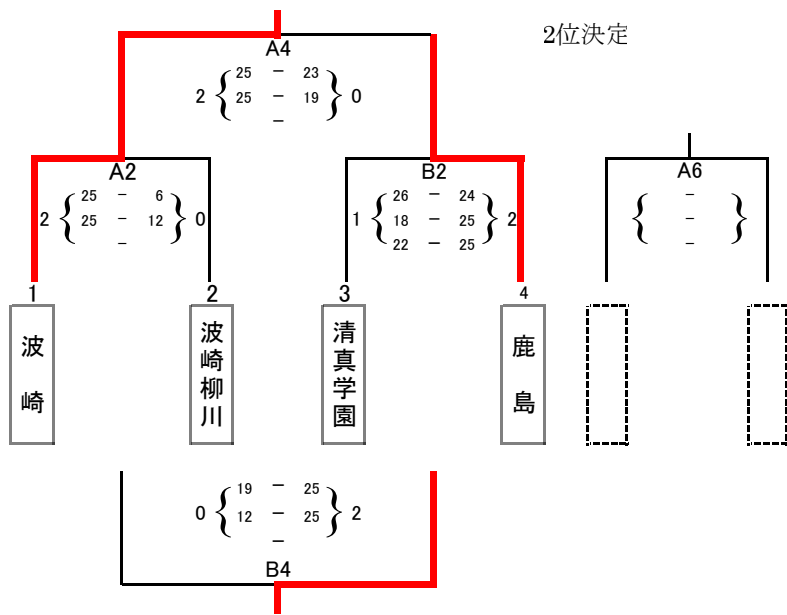 2位決定
A4
25 － 23
2 { 25 － 19 } 0
－
A2
25 － 6
2 { 25 － 12 } 0
－
B2
26 － 24
1 { 18 － 25 } 2
22 － 25
A6
{ － }
－
1 2 3 4
波崎
波崎柳川
清真学園
鹿島
19 － 25
0 { 12 － 25 } 2
－
B4